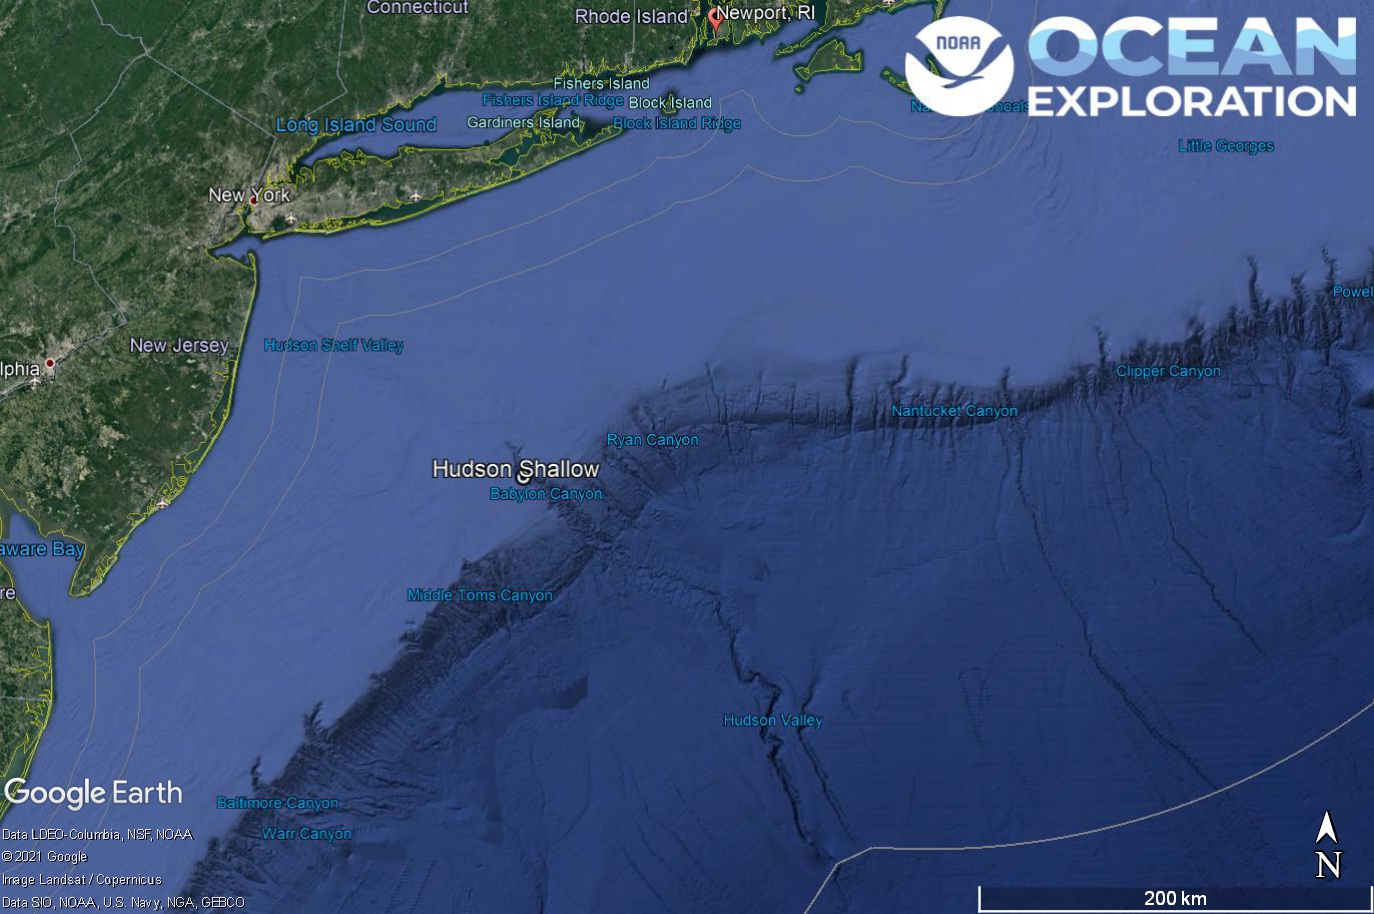 Connecticut
Rhode Island
Newport, RI
NOAA
OCEAN
EXPLORATION
Fishers Island
Fishers Island Ridge
Block Island
Gardiners Island
Block Island Ridge
Long Island Sound
Little Georges
New York
Powel
New Jersey
Hudson Shelf Valley
lphia
Clipper Canyon
Nantucket Canyon
Ryan Canyon
Hudson Shallow
Babylon Canyon
aware Bay
re
Middle Toms Canyon
Hudson Valley
Google Earth
Baltimore Canyon
Warr Canyon
Data LDEO-Columbia, NSF, NOAA
© 2021 Google
Image Landsat / Copernicus
Data SIO, NOAA, U.S. Navy, NGA, GEBCO
N
200 km